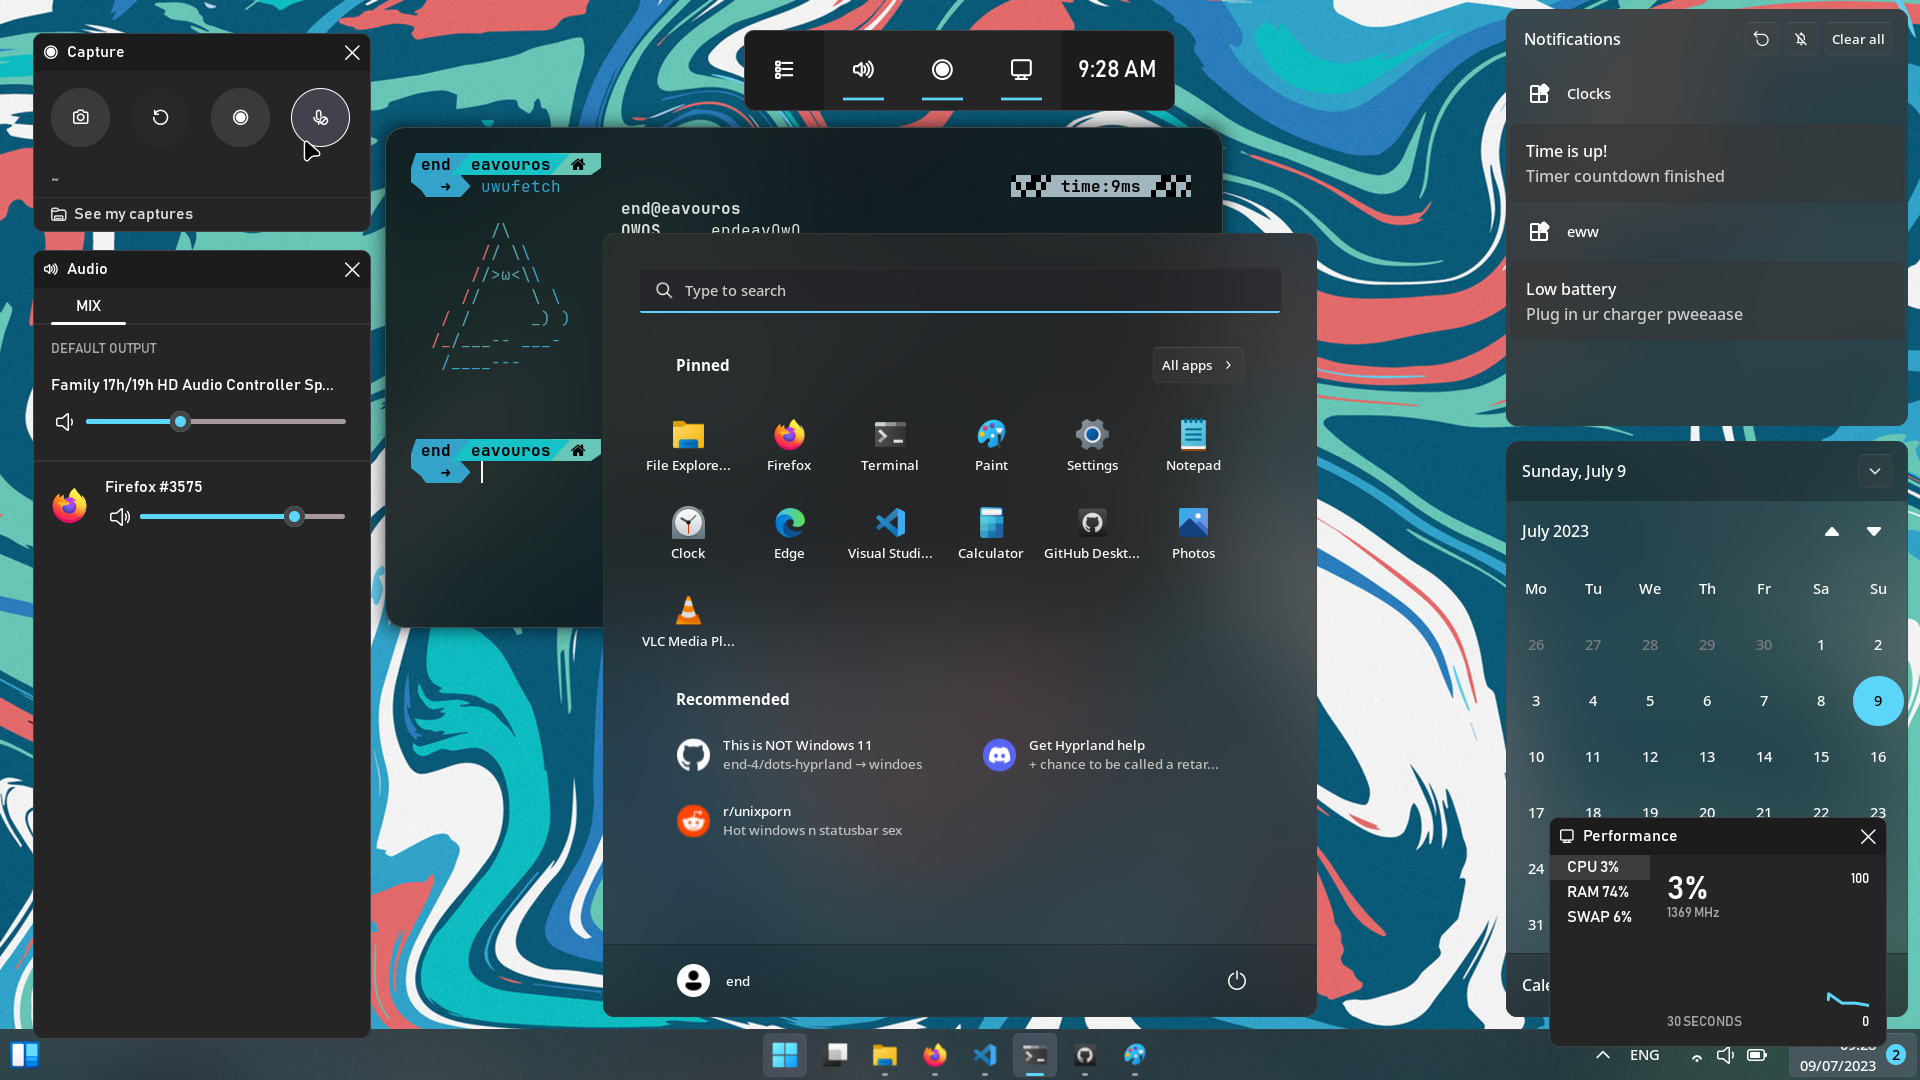 Capture
~
See my captures
Audio
MIX
DEFAULT OUTPUT
Family 17h/19h HD Audio Controller Sp...
Firefox #3575
9:28 AM
end eavouros
→ uwufetch
time:9ms
end@eavouros
OWOS endeavOwO
/\
// \\
//>ω<\\
// \ \
/ / _) )
/_/___-- ___-
/____---
end eavouros
→
Type to search
Pinned
All apps
File Explore...
Firefox
Terminal
Paint
Settings
Notepad
Clock
Edge
Visual Studi...
Calculator
GitHub Deskt...
Photos
VLC Media Pl...
Recommended
This is NOT Windows 11
end-4/dots-hyprland → windoes
Get Hyprland help
+ chance to be called a retar...
r/unixporn
Hot windows n statusbar sex
end
Notifications
Clear all
Clocks
Time is up!
Timer countdown finished
eww
Low battery
Plug in ur charger pweeaase
Sunday, July 9
July 2023
Mo Tu We Th Fr Sa Su
26 27 28 29 30 1 2
3 4 5 6 7 8 9
10 11 12 13 14 15 16
17 18 19 20 21 22 23
24
31
Cale
Performance
CPU 3%
RAM 74%
SWAP 6%
3%
1369 MHz
100
30 SECONDS
0
ENG
09:28
09/07/2023
2